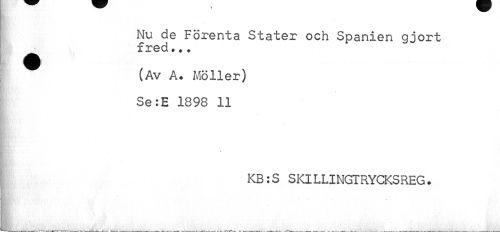 Nu de Förenta Stater och Spanien gjort
fred...
(Av A. Möller)
Se:E 1898 11
KB:S SKILLINGTRYCKSREG.